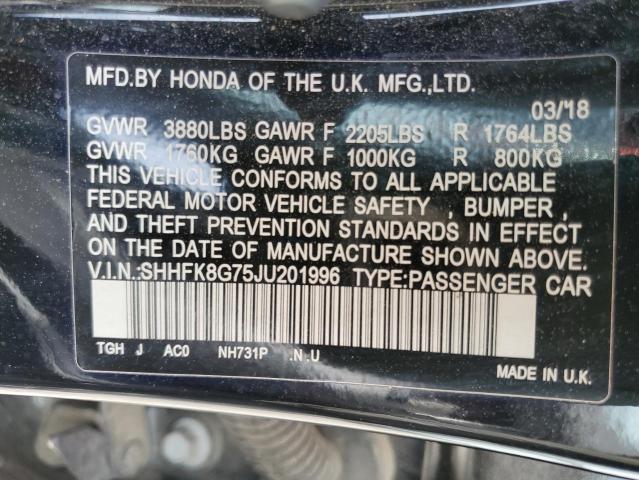 MFD.BY HONDA OF THE U.K. MFG.,LTD.
03/'18
GVWR 3880LBS GAWR F 2205LBS R 1764LBS
GVWR 1760KG GAWR F 1000KG R 800KG
THIS VEHICLE CONFORMS TO ALL APPLICABLE
FEDERAL MOTOR VEHICLE SAFETY , BUMPER ,
AND THEFT PREVENTION STANDARDS IN EFFECT
ON THE DATE OF MANUFACTURE SHOWN ABOVE.
V.I.N.:SHHFK8G75JU201996 TYPE:PASSENGER CAR
TGH J AC0 NH731P .N.U
MADE IN U.K.